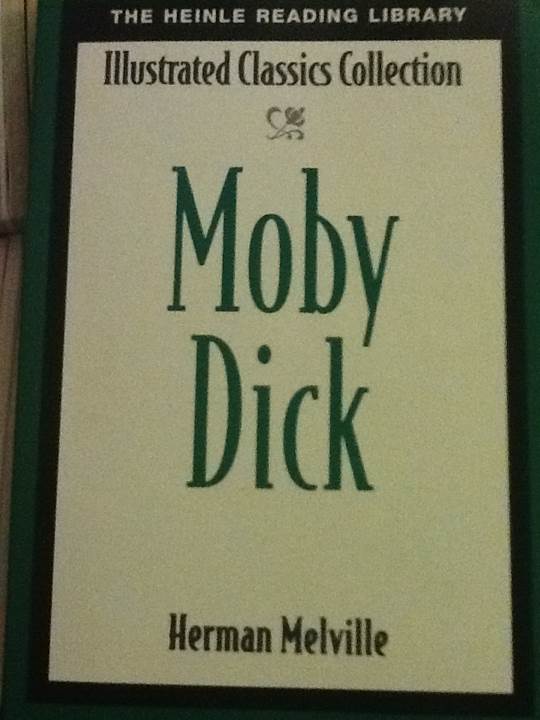 THE HEINLE READING LIBRARY
Illustrated Classics Collection
Moby
Dick
Herman Melville